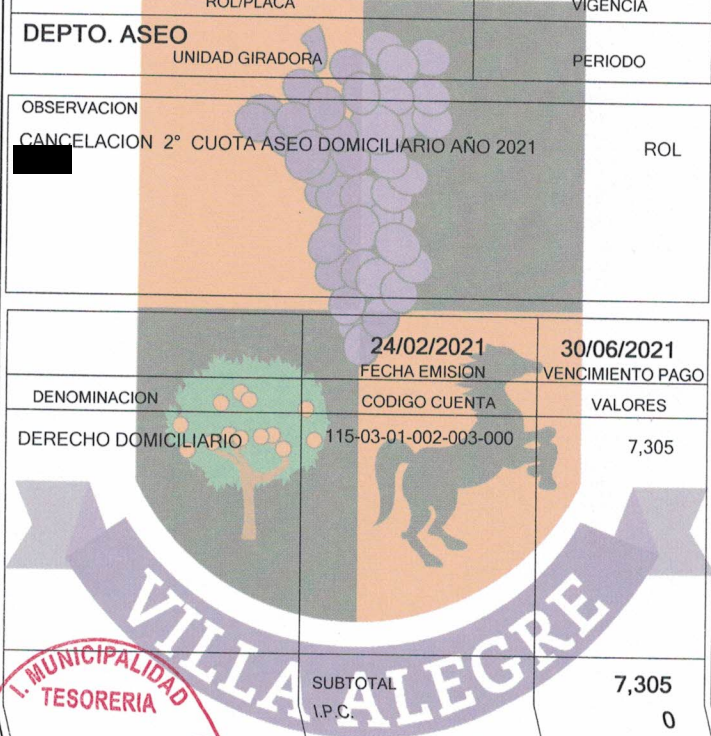 ROL/PLACA VIGENCIA
DEPTO. ASEO
UNIDAD GIRADORA PERIODO
OBSERVACION
CANCELACION 2° CUOTA ASEO DOMICILIARIO AÑO 2021 ROL
24/02/2021 30/06/2021
FECHA EMISION VENCIMIENTO PAGO
DENOMINACION CODIGO CUENTA VALORES
DERECHO DOMICILIARIO 115-03-01-002-003-000 7,305
VILLA ALEGRE
I. MUNICIPALIDAD
TESORERIA
SUBTOTAL 7,305
I.P.C. 0